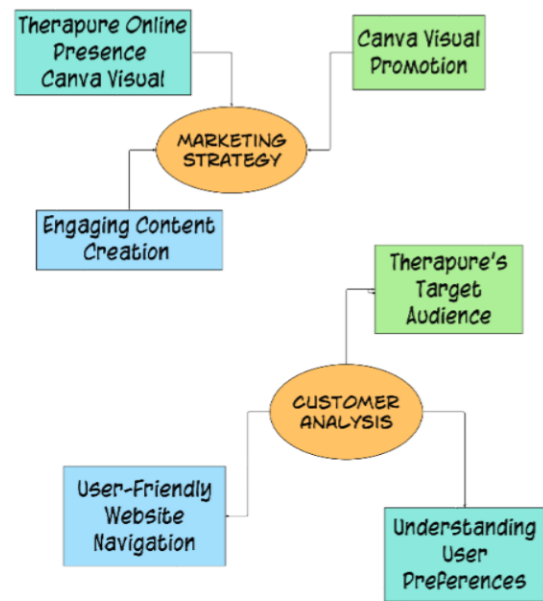 Therapure Online
Presence
Canva Visual
Canva Visual
Promotion
MARKETING
STRATEGY
Engaging Content
Creation
Therapure's
Target
Audience
CUSTOMER
ANALYSIS
User-Friendly
Website
Navigation
Understanding
User
Preferences